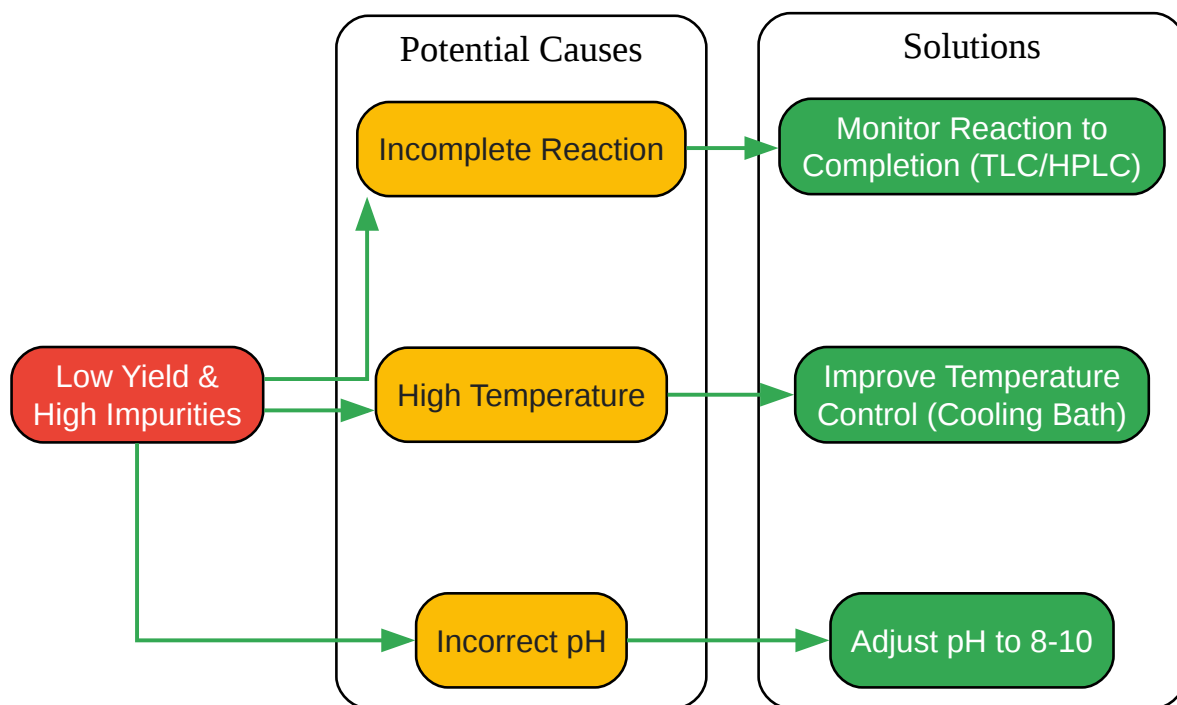 Potential Causes
Solutions
Incomplete Reaction
Monitor Reaction to
Completion (TLC/HPLC)
Low Yield &
High Impurities
High Temperature
Improve Temperature
Control (Cooling Bath)
Incorrect pH
Adjust pH to 8-10